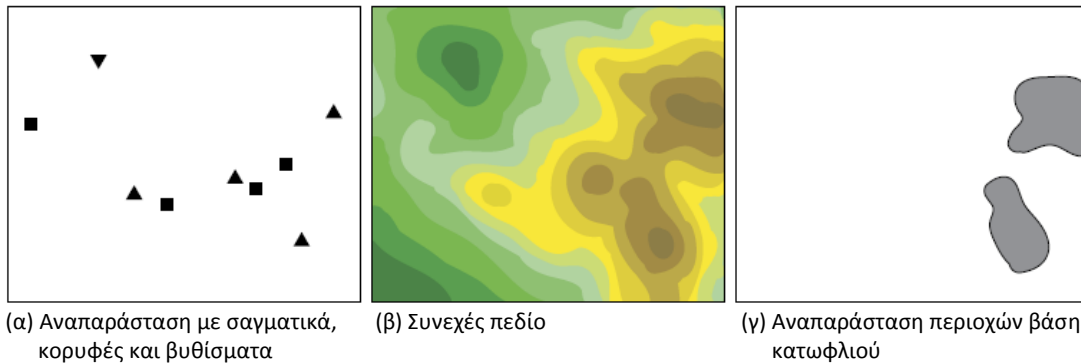 (α) Αναπαράσταση με σαγματικά,
κορυφές και βυθίσματα
(β) Συνεχές πεδίο
(γ) Αναπαράσταση περιοχών βάση
κατωφλιού